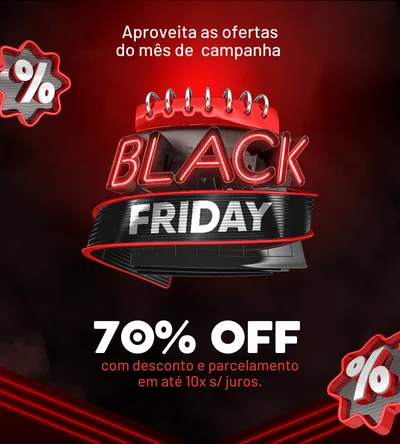 Aproveita as ofertas
do mês de campanha
%
BLACK
FRIDAY
70% OFF
com desconto e parcelamento
em até 10x s/ juros.
%